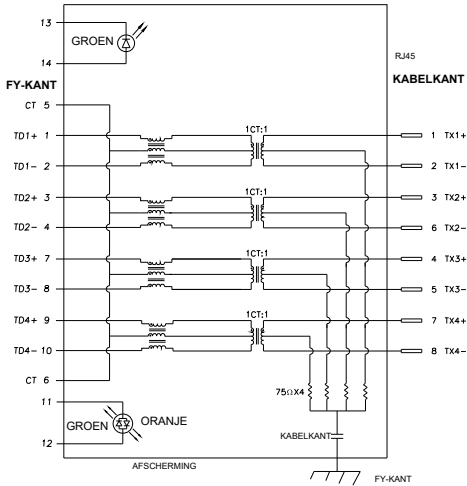 13
GROEN
14
RJ45
FY-KANT
KABELKANT
CT 5
1CT:1
TD1+ 1
1 TX1+
TD1- 2
2 TX1-
1CT:1
TD2+ 3
3 TX2+
TD2- 4
6 TX2-
1CT:1
TD3+ 7
4 TX3+
TD3- 8
5 TX3-
1CT:1
TD4+ 9
7 TX4+
TD4- 10
8 TX4-
CT 6
75ΩX4
11
ORANJE
GROEN
KABELKANT
12
AFSCHERMING
FY-KANT